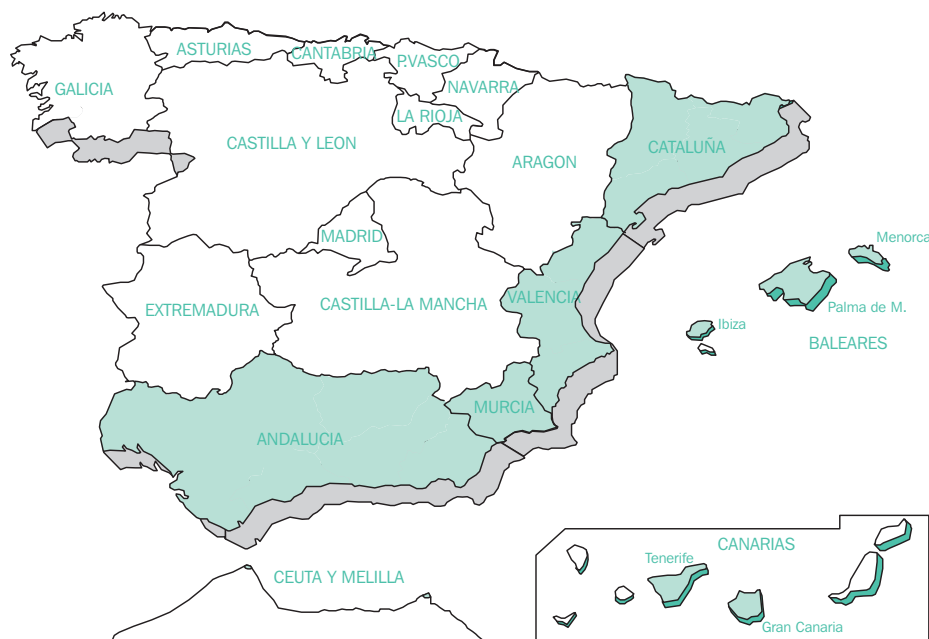 ASTURIAS
CANTABRIA
P.VASCO
GALICIA
NAVARRA
LA RIOJA
CASTILLA Y LEON
ARAGON
CATALUÑA
MADRID
Menorca
EXTREMADURA
CASTILLA-LA MANCHA
VALENCIA
Palma de M.
Ibiza
BALEARES
MURCIA
ANDALUCIA
CANARIAS
Tenerife
CEUTA Y MELILLA
Gran Canaria